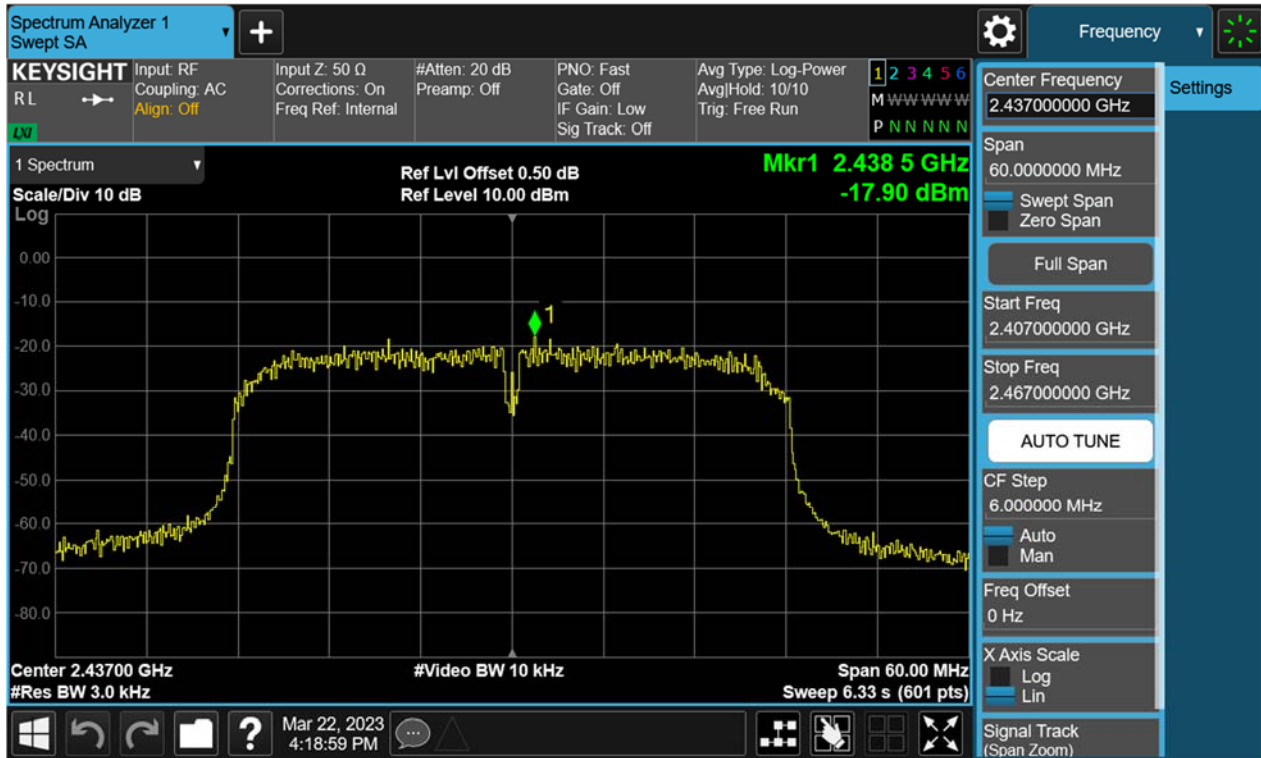 Spectrum Analyzer 1
Swept SA
+
Frequency
KEYSIGHT
RL
LXI
Input: RF
Coupling: AC
Align: Off
Input Z: 50 Ω
Corrections: On
Freq Ref: Internal
#Atten: 20 dB
Preamp: Off
PNO: Fast
Gate: Off
IF Gain: Low
Sig Track: Off
Avg Type: Log-Power
Avg|Hold: 10/10
Trig: Free Run
1 2 3 4 5 6
M W W W W W
P N N N N N
1 Spectrum
Scale/Div 10 dB
Log
Ref Lvl Offset 0.50 dB
Ref Level 10.00 dBm
Mkr1 2.438 5 GHz
-17.90 dBm
0.00
-10.0
-20.0
-30.0
-40.0
-50.0
-60.0
-70.0
-80.0
1
Center 2.43700 GHz
#Res BW 3.0 kHz
#Video BW 10 kHz
Span 60.00 MHz
Sweep 6.33 s (601 pts)
Center Frequency
2.437000000 GHz
Span
60.0000000 MHz
Swept Span
Zero Span
Full Span
Start Freq
2.407000000 GHz
Stop Freq
2.467000000 GHz
AUTO TUNE
CF Step
6.000000 MHz
Auto
Man
Freq Offset
0 Hz
X Axis Scale
Log
Lin
Signal Track
(Span Zoom)
Settings
?
Mar 22, 2023
4:18:59 PM